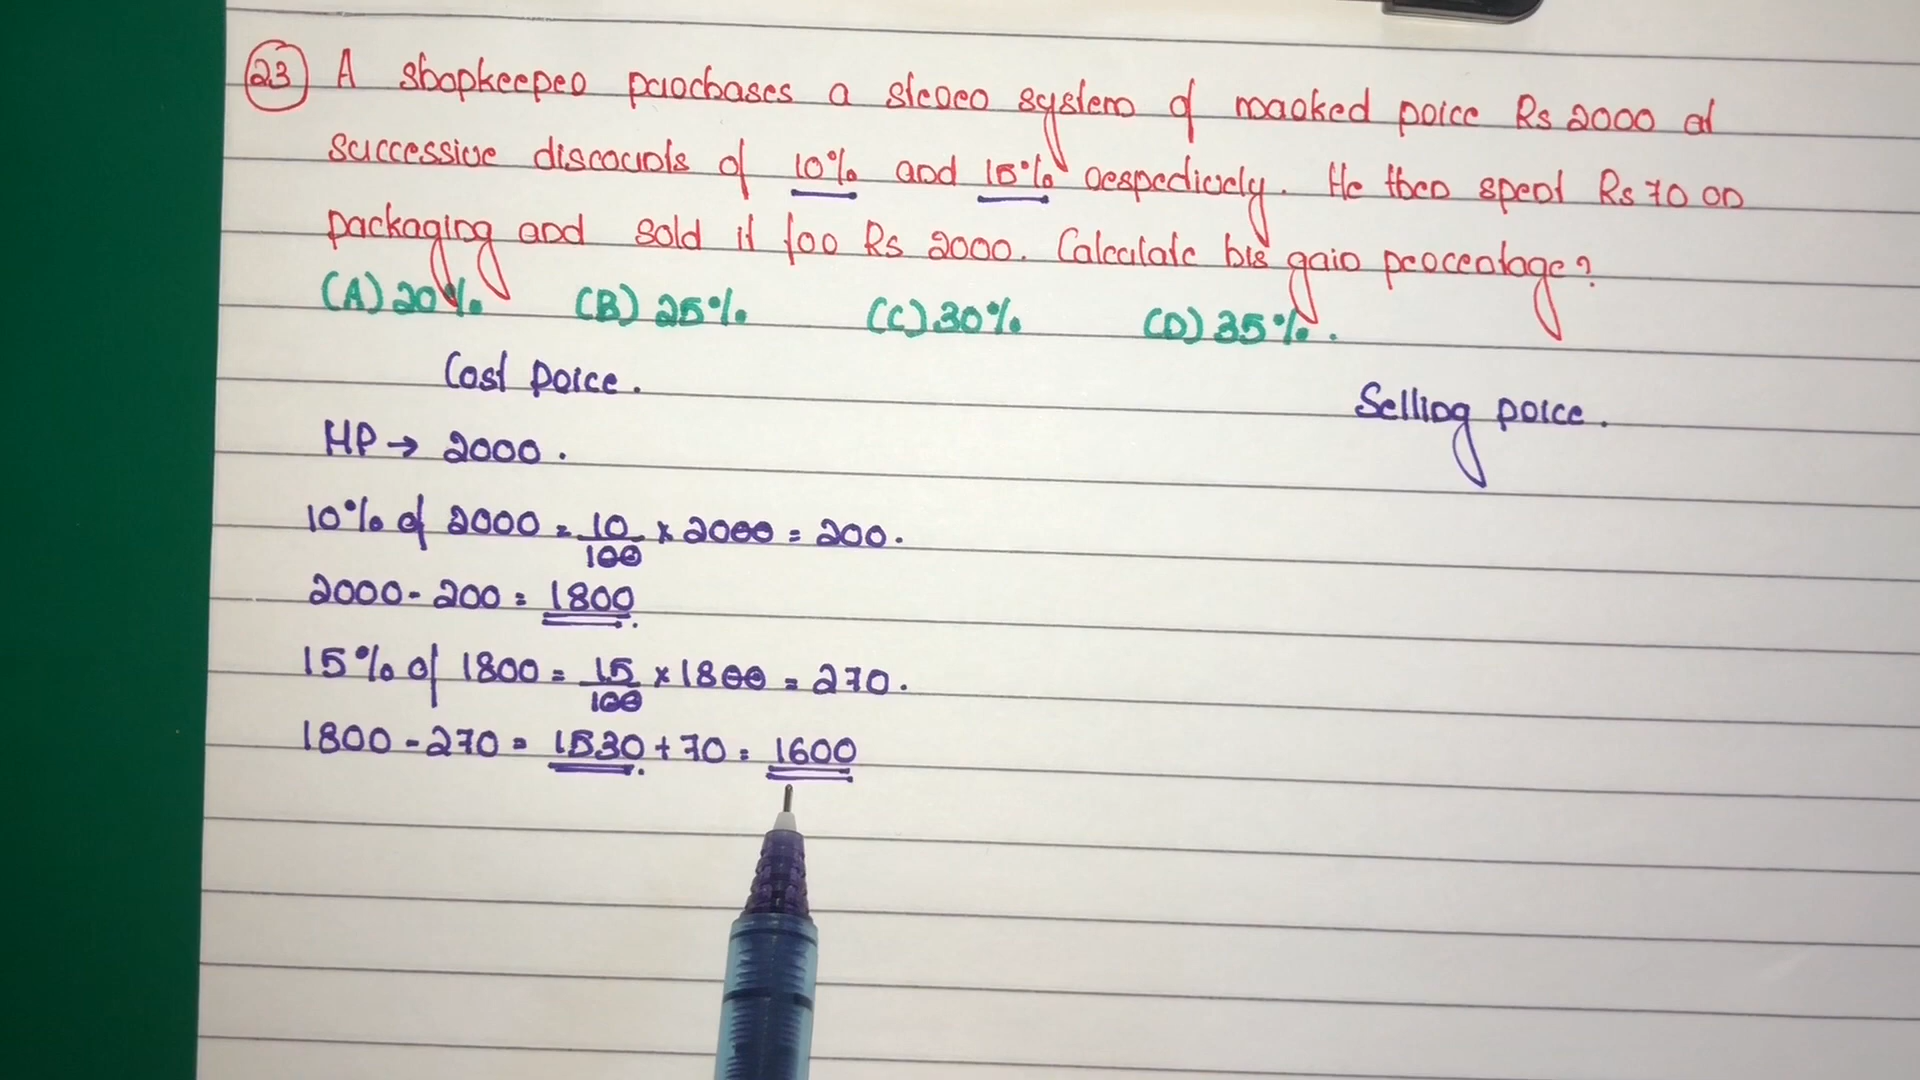 23 A shopkeeper purchases a stereo system of marked price Rs 2000 at
successive discounts of 10% and 15% respectively. He then spent Rs 70 on
packaging and sold it for Rs 2000. Calculate his gain percentage?
(A) 20% (B) 25% (C) 30% (D) 35%.
Cost price. Selling price.
MP → 2000.
10% of 2000 = 10/100 × 2000 = 200.
2000 - 200 = 1800.
15% of 1800 = 15/100 × 1800 = 270.
1800 - 270 = 1530. + 70 = 1600